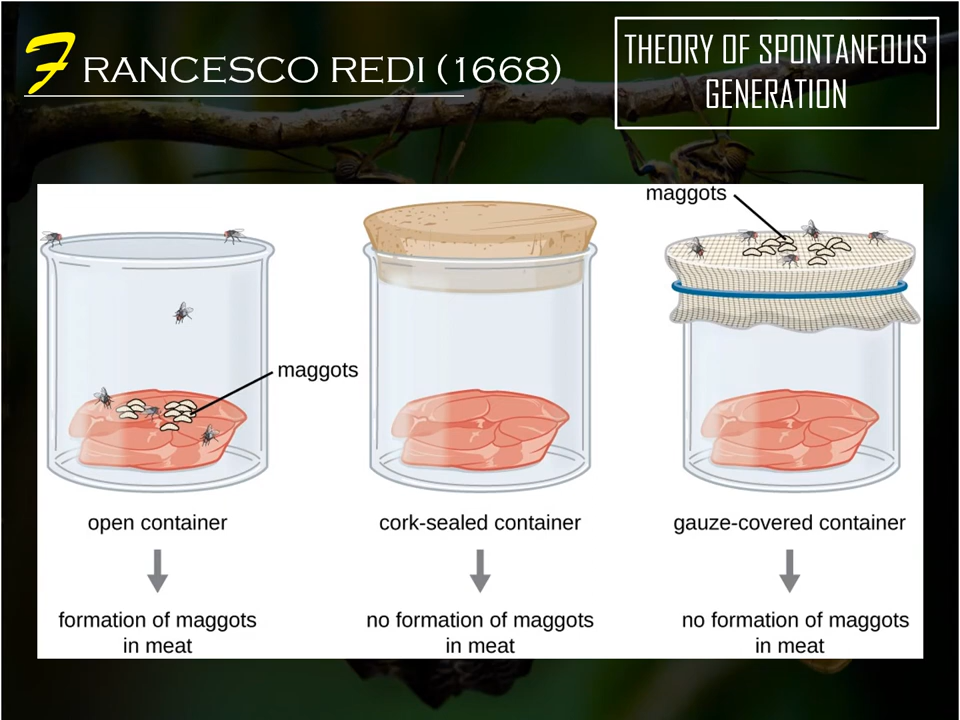 FRANCESCO REDI (1668)
THEORY OF SPONTANEOUS
GENERATION
maggots
maggots
open container
cork-sealed container
gauze-covered container
formation of maggots
in meat
no formation of maggots
in meat
no formation of maggots
in meat